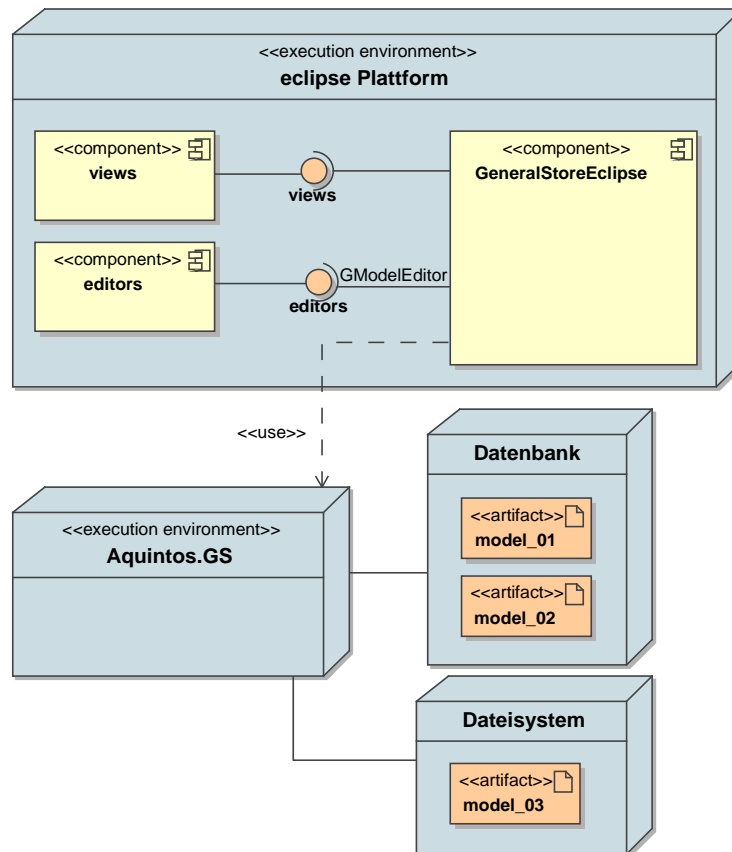 <<execution environment>>
eclipse Plattform
<<component>>
views
views
<<component>>
GeneralStoreEclipse
<<component>>
editors
GModelEditor
editors
<<use>>
Datenbank
<<artifact>>
model_01
<<artifact>>
model_02
<<execution environment>>
Aquintos.GS
Dateisystem
<<artifact>>
model_03